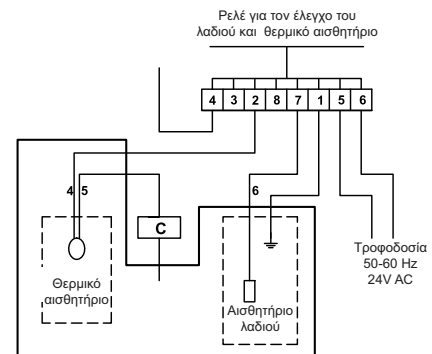 Ρελέ για τον έλεγχο του
λαδιού και θερμικό αισθητήριο
4 3 2 8 7 1 5 6
4 5
6
C
Τροφοδοσία
50-60 Hz
24V AC
Θερμικό
αισθητήριο
Αισθητήριο
λαδιού